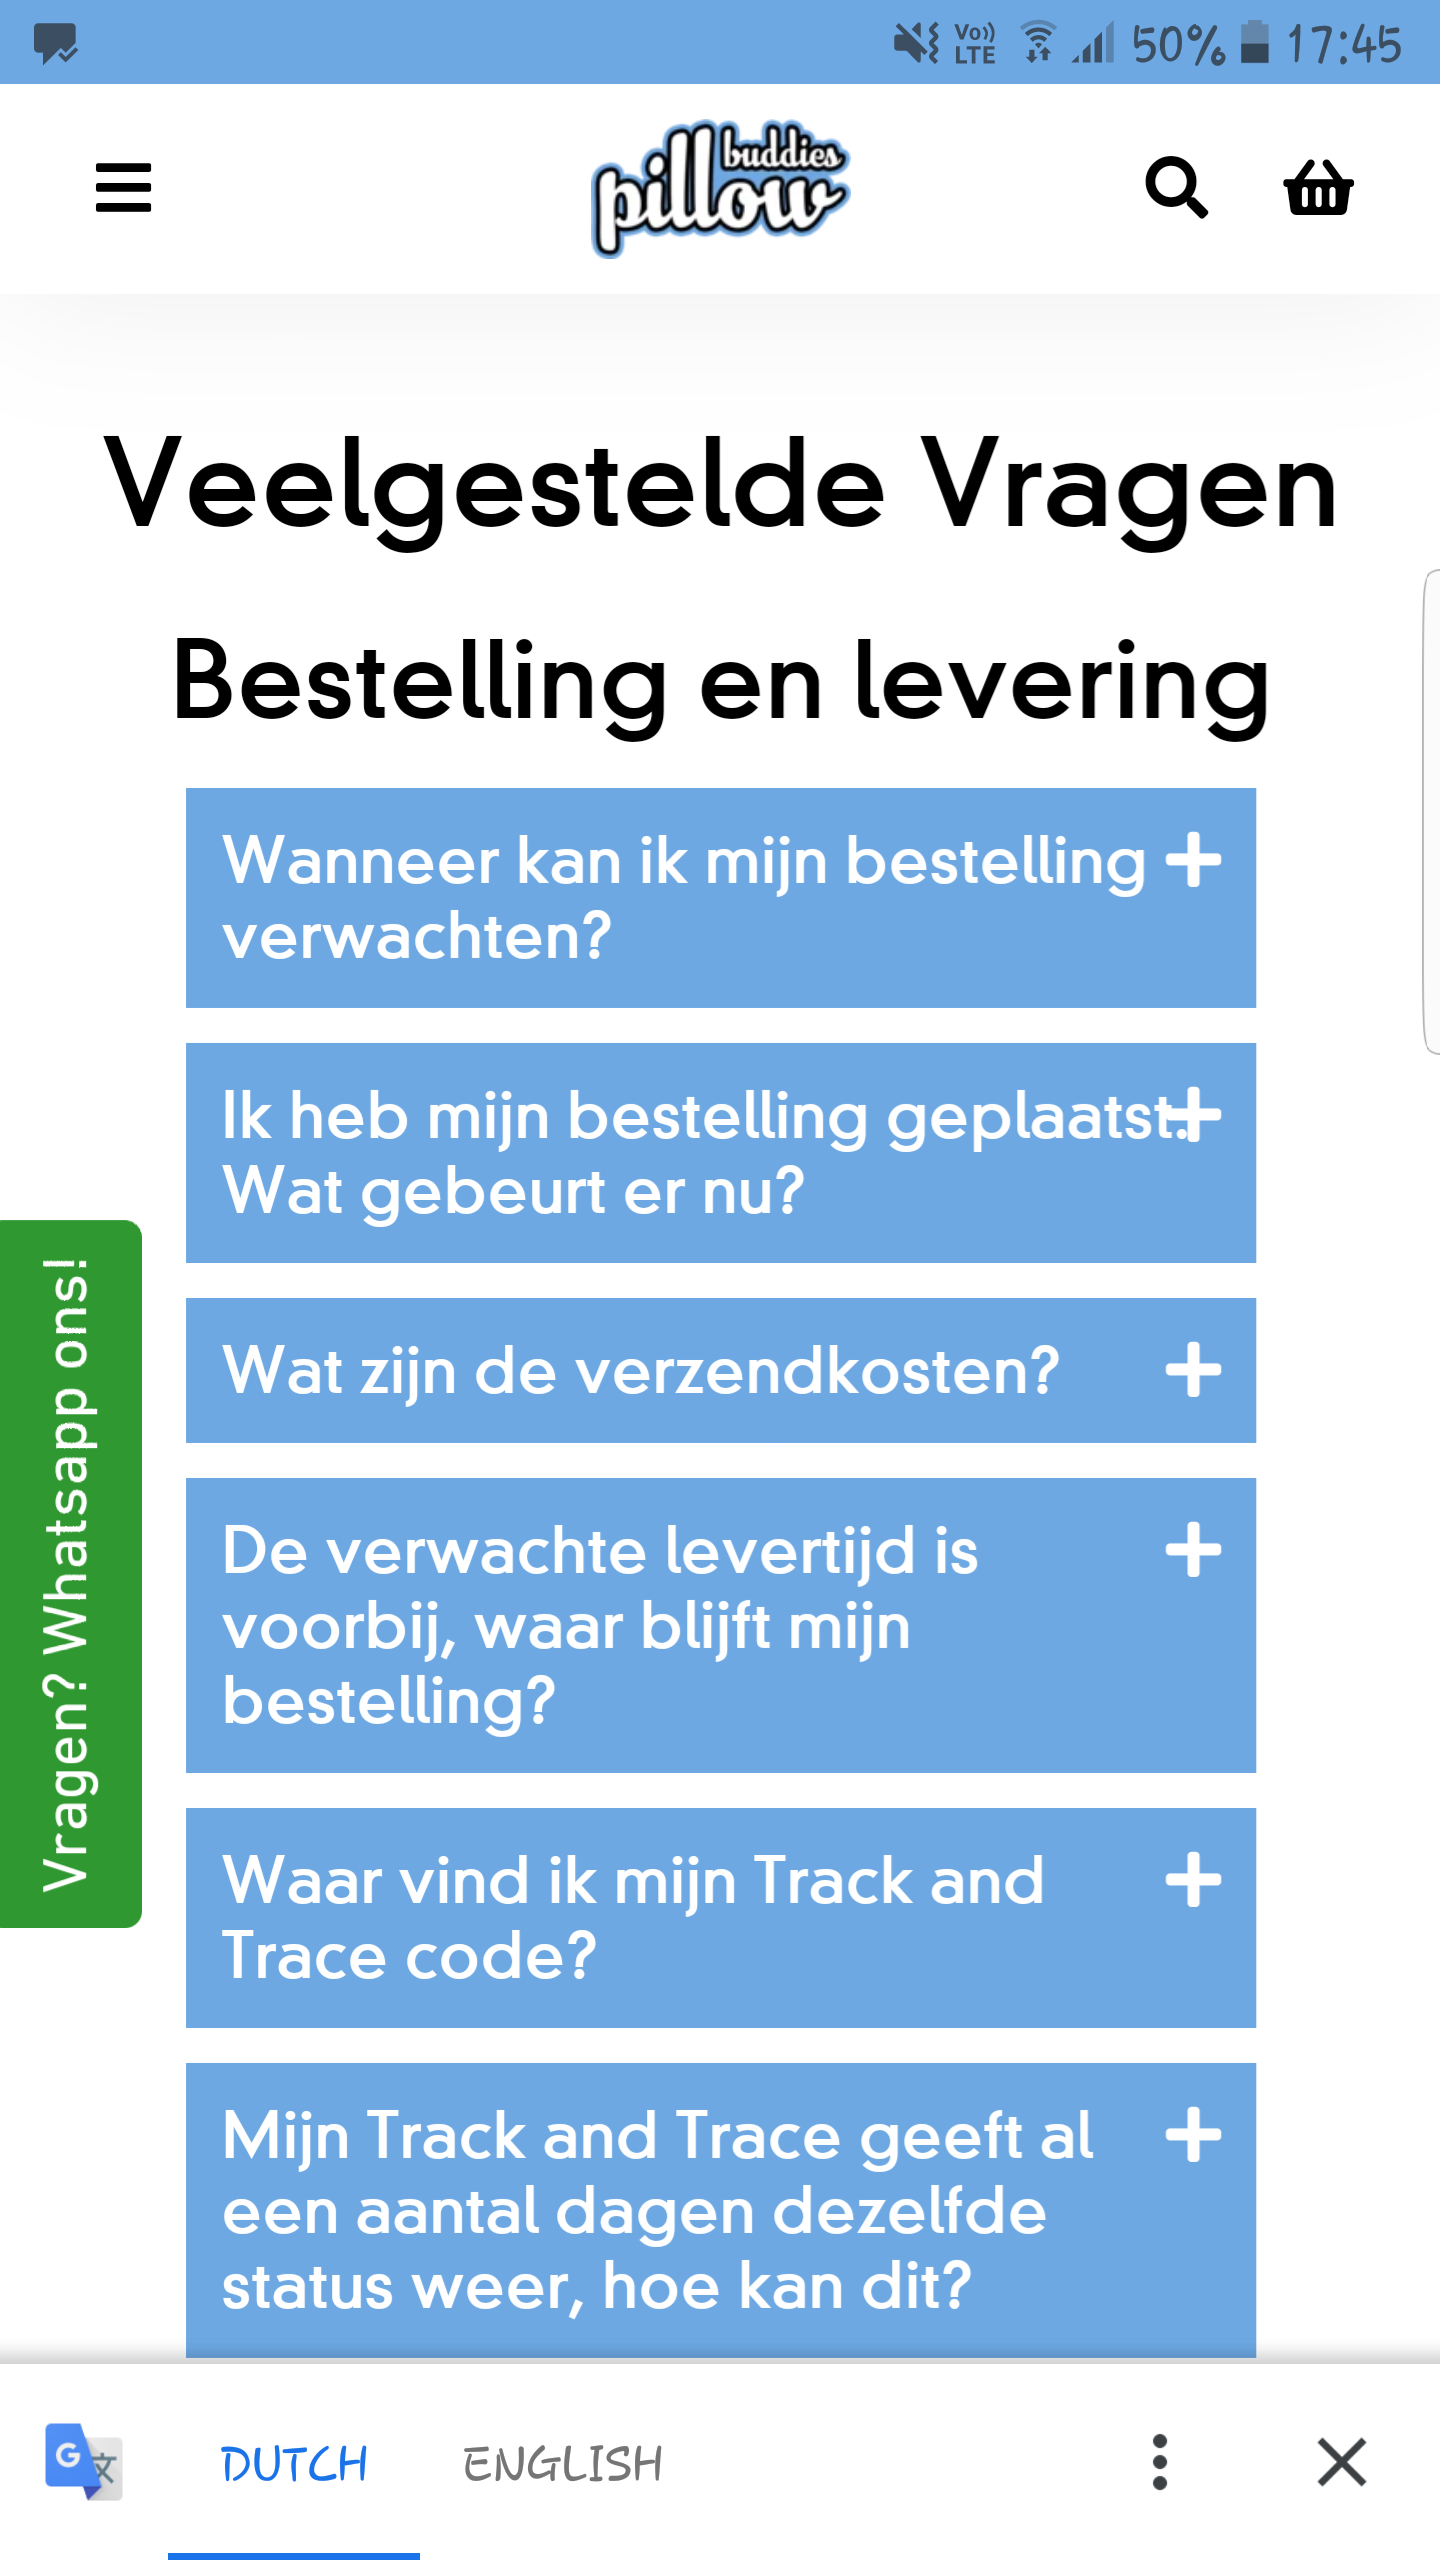 Vo)) LTE 50% 17:45
buddies
pillow
Veelgestelde Vragen
Bestelling en levering
Wanneer kan ik mijn bestelling
verwachten?
Ik heb mijn bestelling geplaatst.
Wat gebeurt er nu?
Wat zijn de verzendkosten?
De verwachte levertijd is
voorbij, waar blijft mijn
bestelling?
Waar vind ik mijn Track and
Trace code?
Mijn Track and Trace geeft al
een aantal dagen dezelfde
status weer, hoe kan dit?
Vragen? Whatsapp ons!
G 文 DUTCH ENGLISH